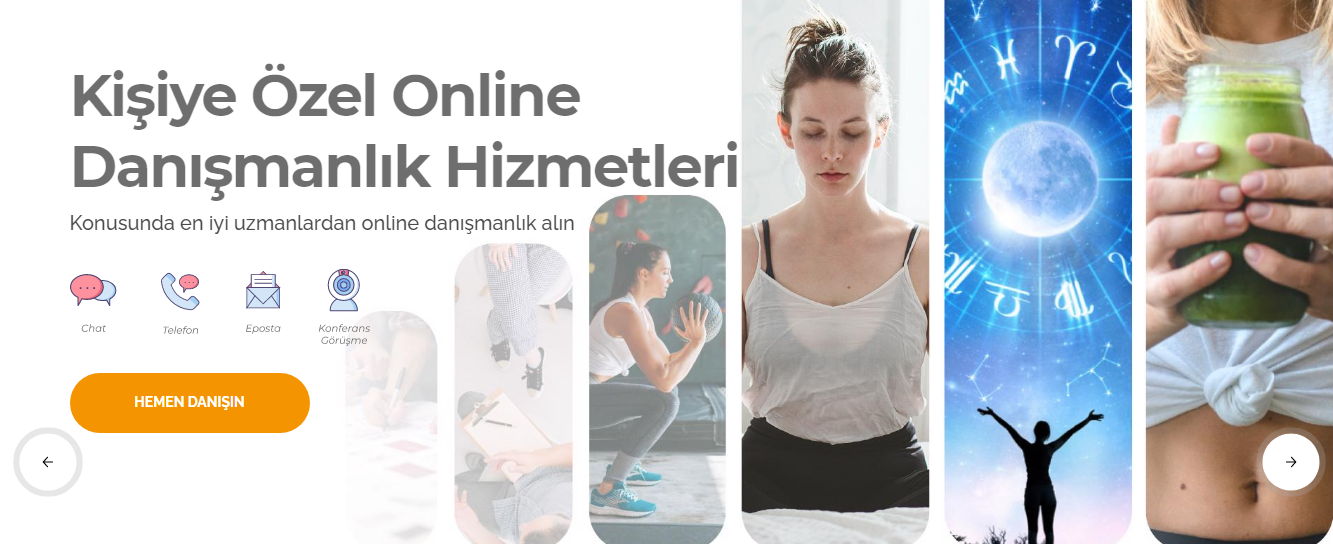 Kişiye Özel Online
Danışmanlık Hizmetleri
Konusunda en iyi uzmanlardan online danışmanlık alın
Chat
Telefon
Eposta
Konferans
Görüşme
HEMEN DANIŞIN